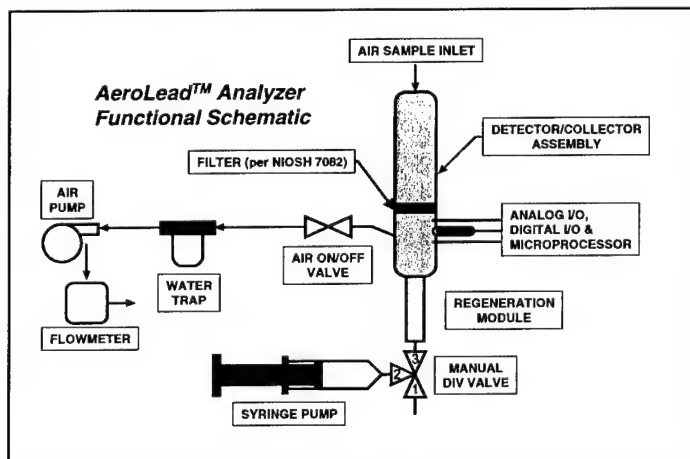 AIR SAMPLE INLET
AeroLead™ Analyzer
Functional Schematic
DETECTOR/COLLECTOR
ASSEMBLY
FILTER (per NIOSH 7082)
AIR
PUMP
ANALOG I/O,
DIGITAL I/O &
MICROPROCESSOR
AIR ON/OFF
VALVE
WATER
TRAP
FLOWMETER
REGENERATION
MODULE
3
2
1
MANUAL
DIV VALVE
SYRINGE PUMP